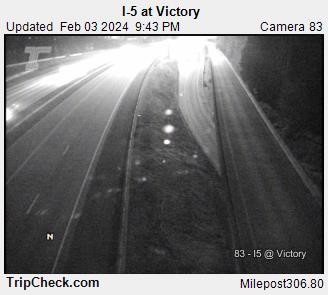 I-5 at Victory
Updated  Feb 03 2024  9:43 PM
Camera 83
T
N
83 - I5 @ Victory
TripCheck.com
Milepost306.80